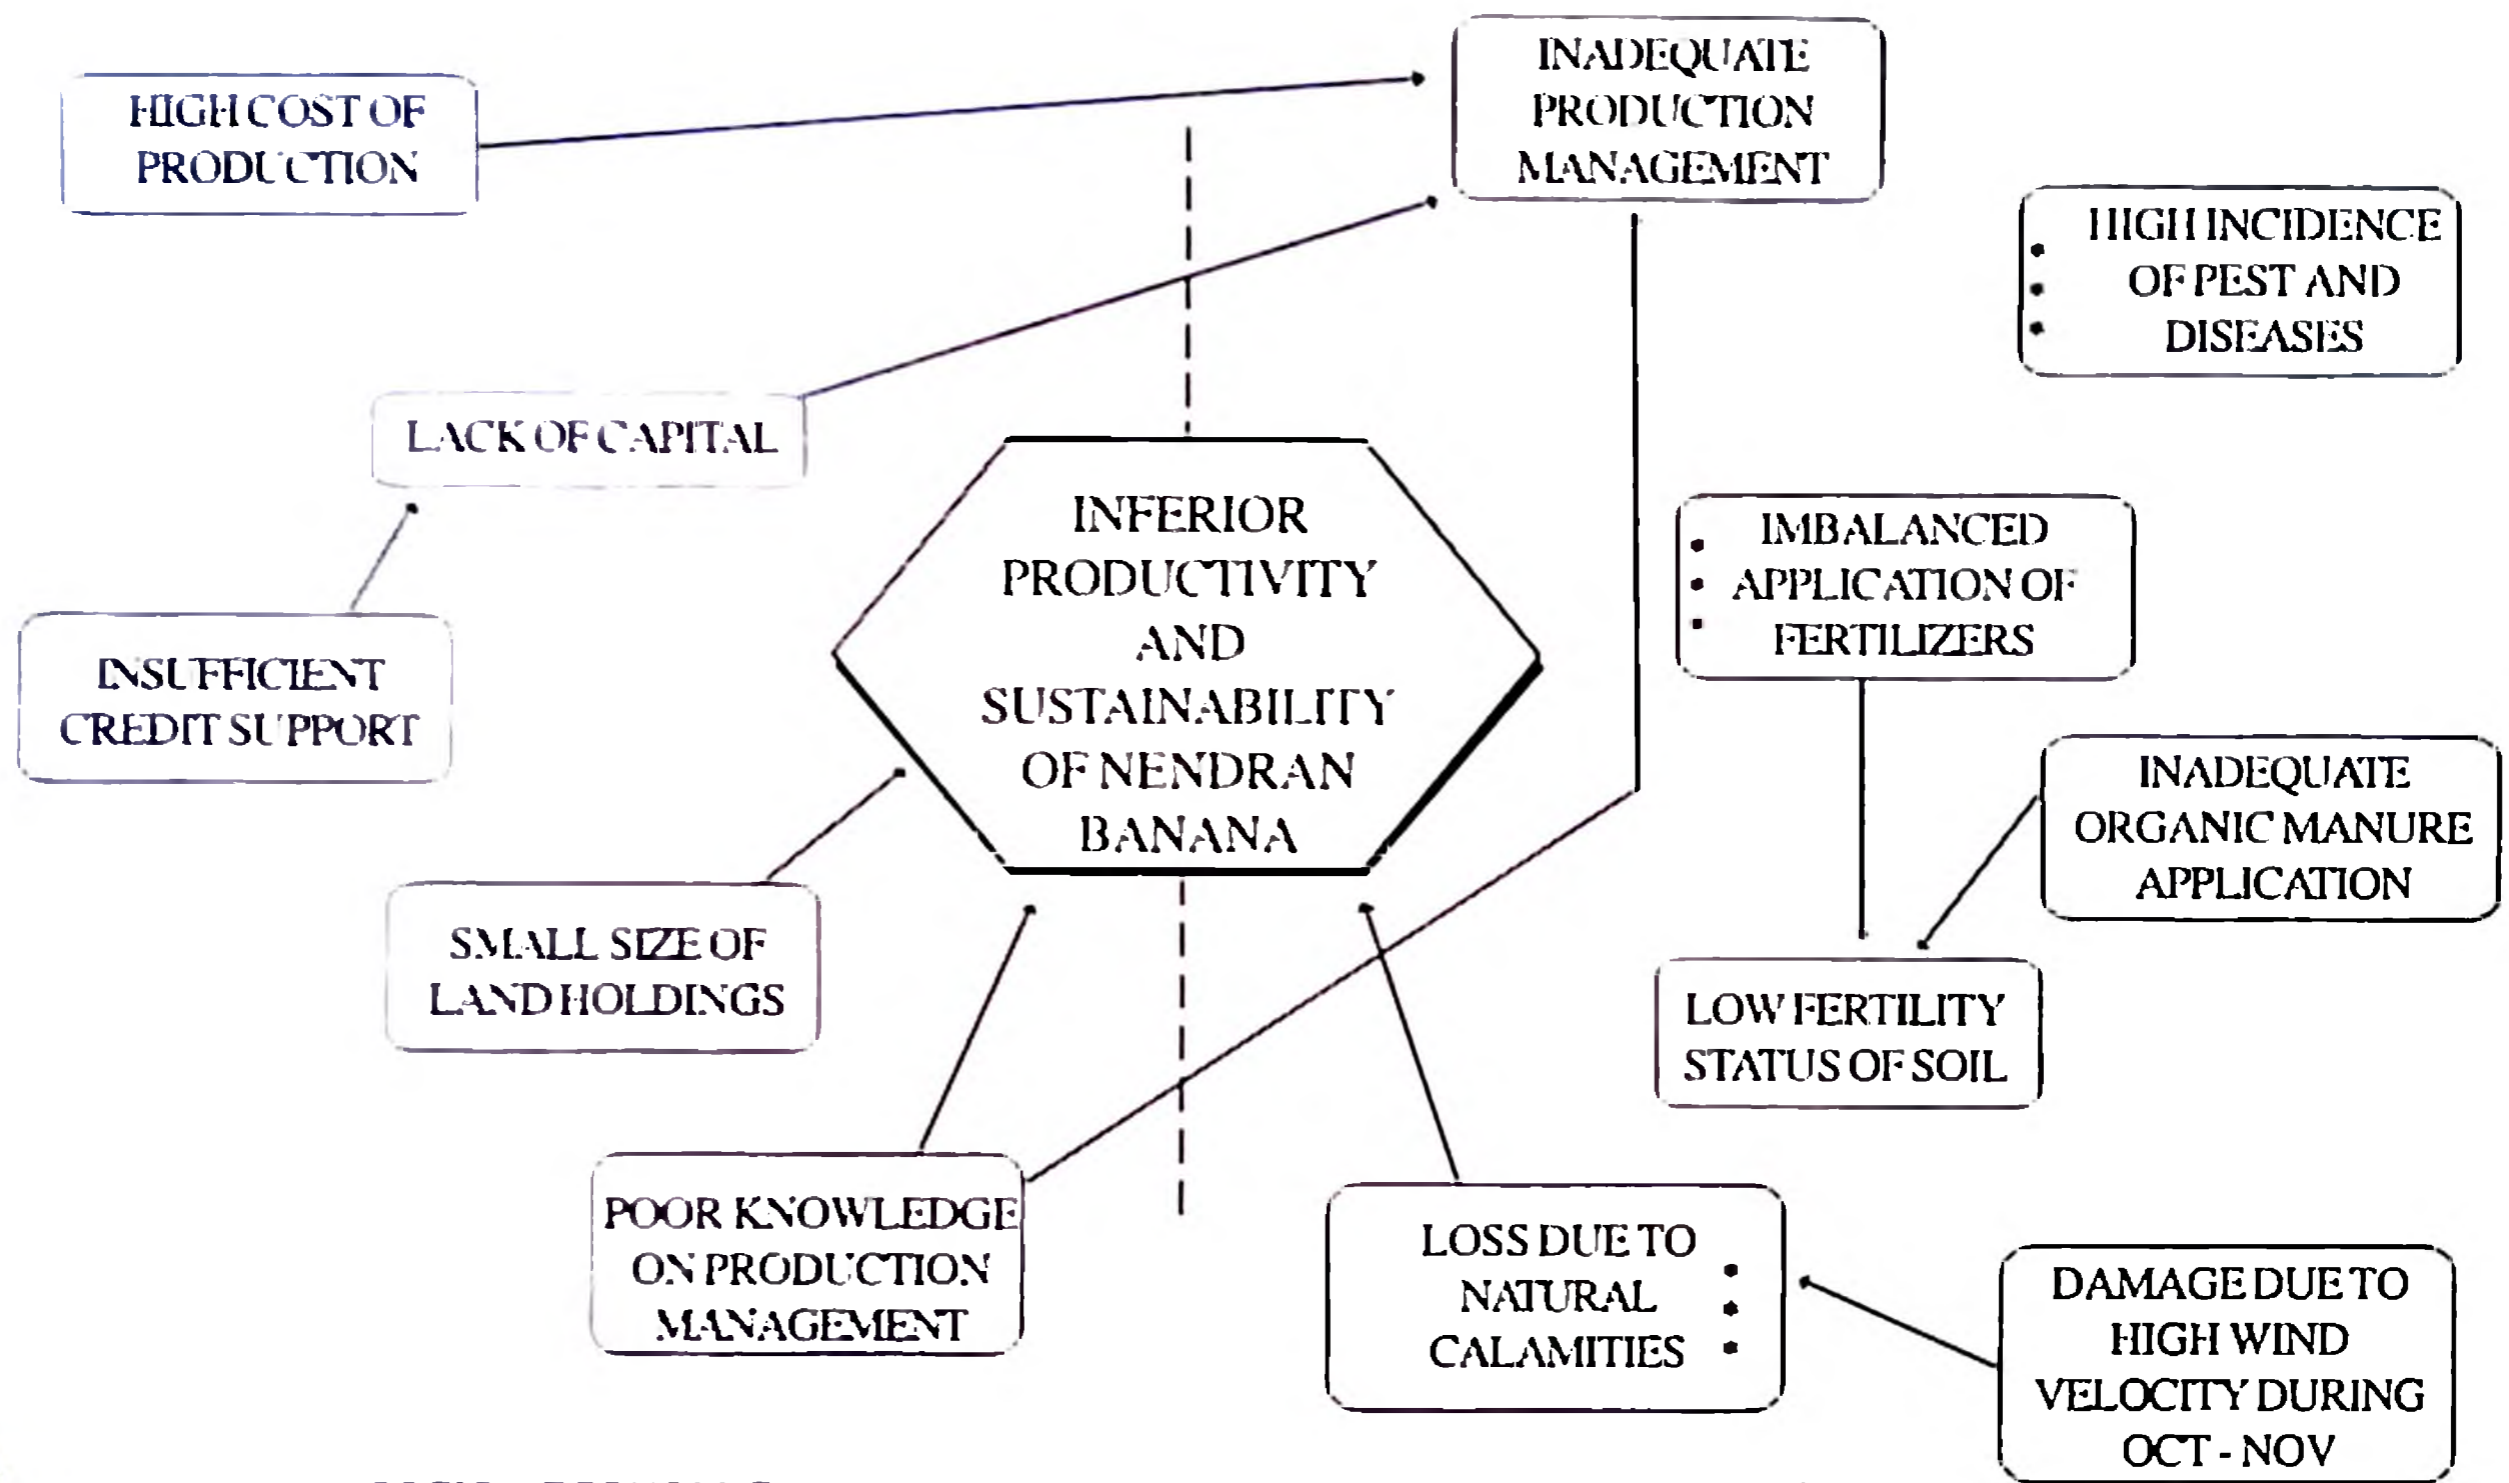 INADEQUATE
PRODUCTION
MANAGEMENT
HIGH COST OF
PRODUCTION
HIGH INCIDENCE
OF PEST AND
DISEASES
LACK OF CAPITAL
INFERIOR
PRODUCTIVITY
AND
SUSTAINABILITY
OF NENDRAN
BANANA
IMBALANCED
APPLICATION OF
FERTILIZERS
INSUFFICIENT
CREDIT SUPPORT
INADEQUATE
ORGANIC MANURE
APPLICATION
SMALL SIZE OF
LAND HOLDINGS
LOW FERTILITY
STATUS OF SOIL
POOR KNOWLEDGE
ON PRODUCTION
MANAGEMENT
LOSS DUE TO
NATURAL
CALAMITIES
DAMAGE DUE TO
HIGH WIND
VELOCITY DURING
OCT - NOV